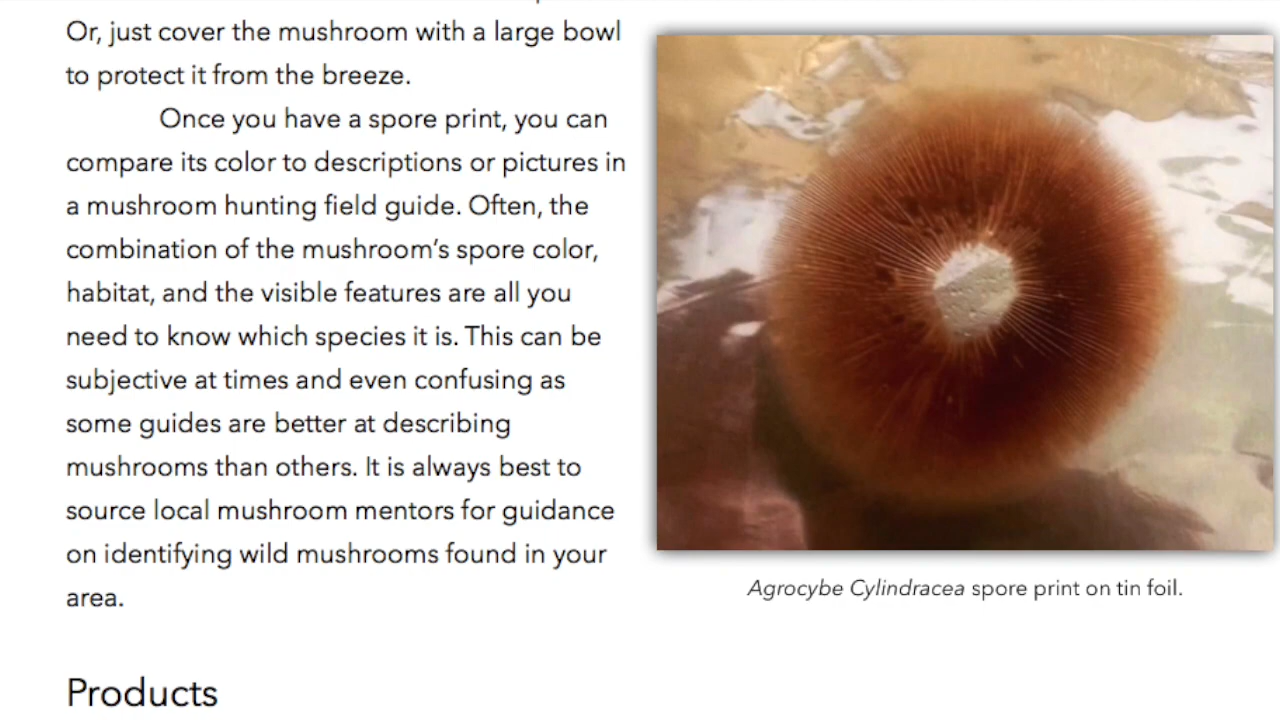 Or, just cover the mushroom with a large bowl
to protect it from the breeze.
Once you have a spore print, you can
compare its color to descriptions or pictures in
a mushroom hunting field guide. Often, the
combination of the mushroom’s spore color,
habitat, and the visible features are all you
need to know which species it is. This can be
subjective at times and even confusing as
some guides are better at describing
mushrooms than others. It is always best to
source local mushroom mentors for guidance
on identifying wild mushrooms found in your
area.
Agrocybe Cylindracea spore print on tin foil.
Products